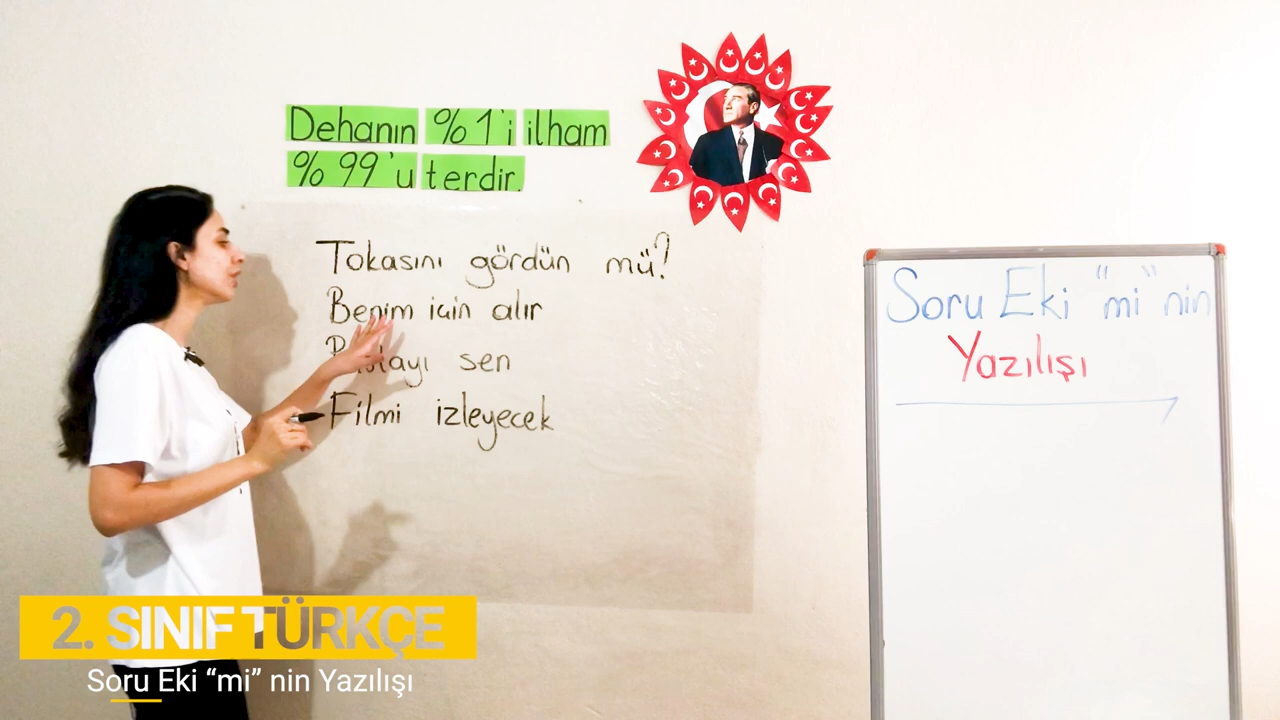 Dehanın %1'i ilham
%99'u terdir.
Tokasını gördün mü?
Benim için alır
sen
Filmi izleyecek
Soru Eki “mi” nin
Yazılışı
2. SINIF TÜRKÇE
Soru Eki “mi” nin Yazılışı